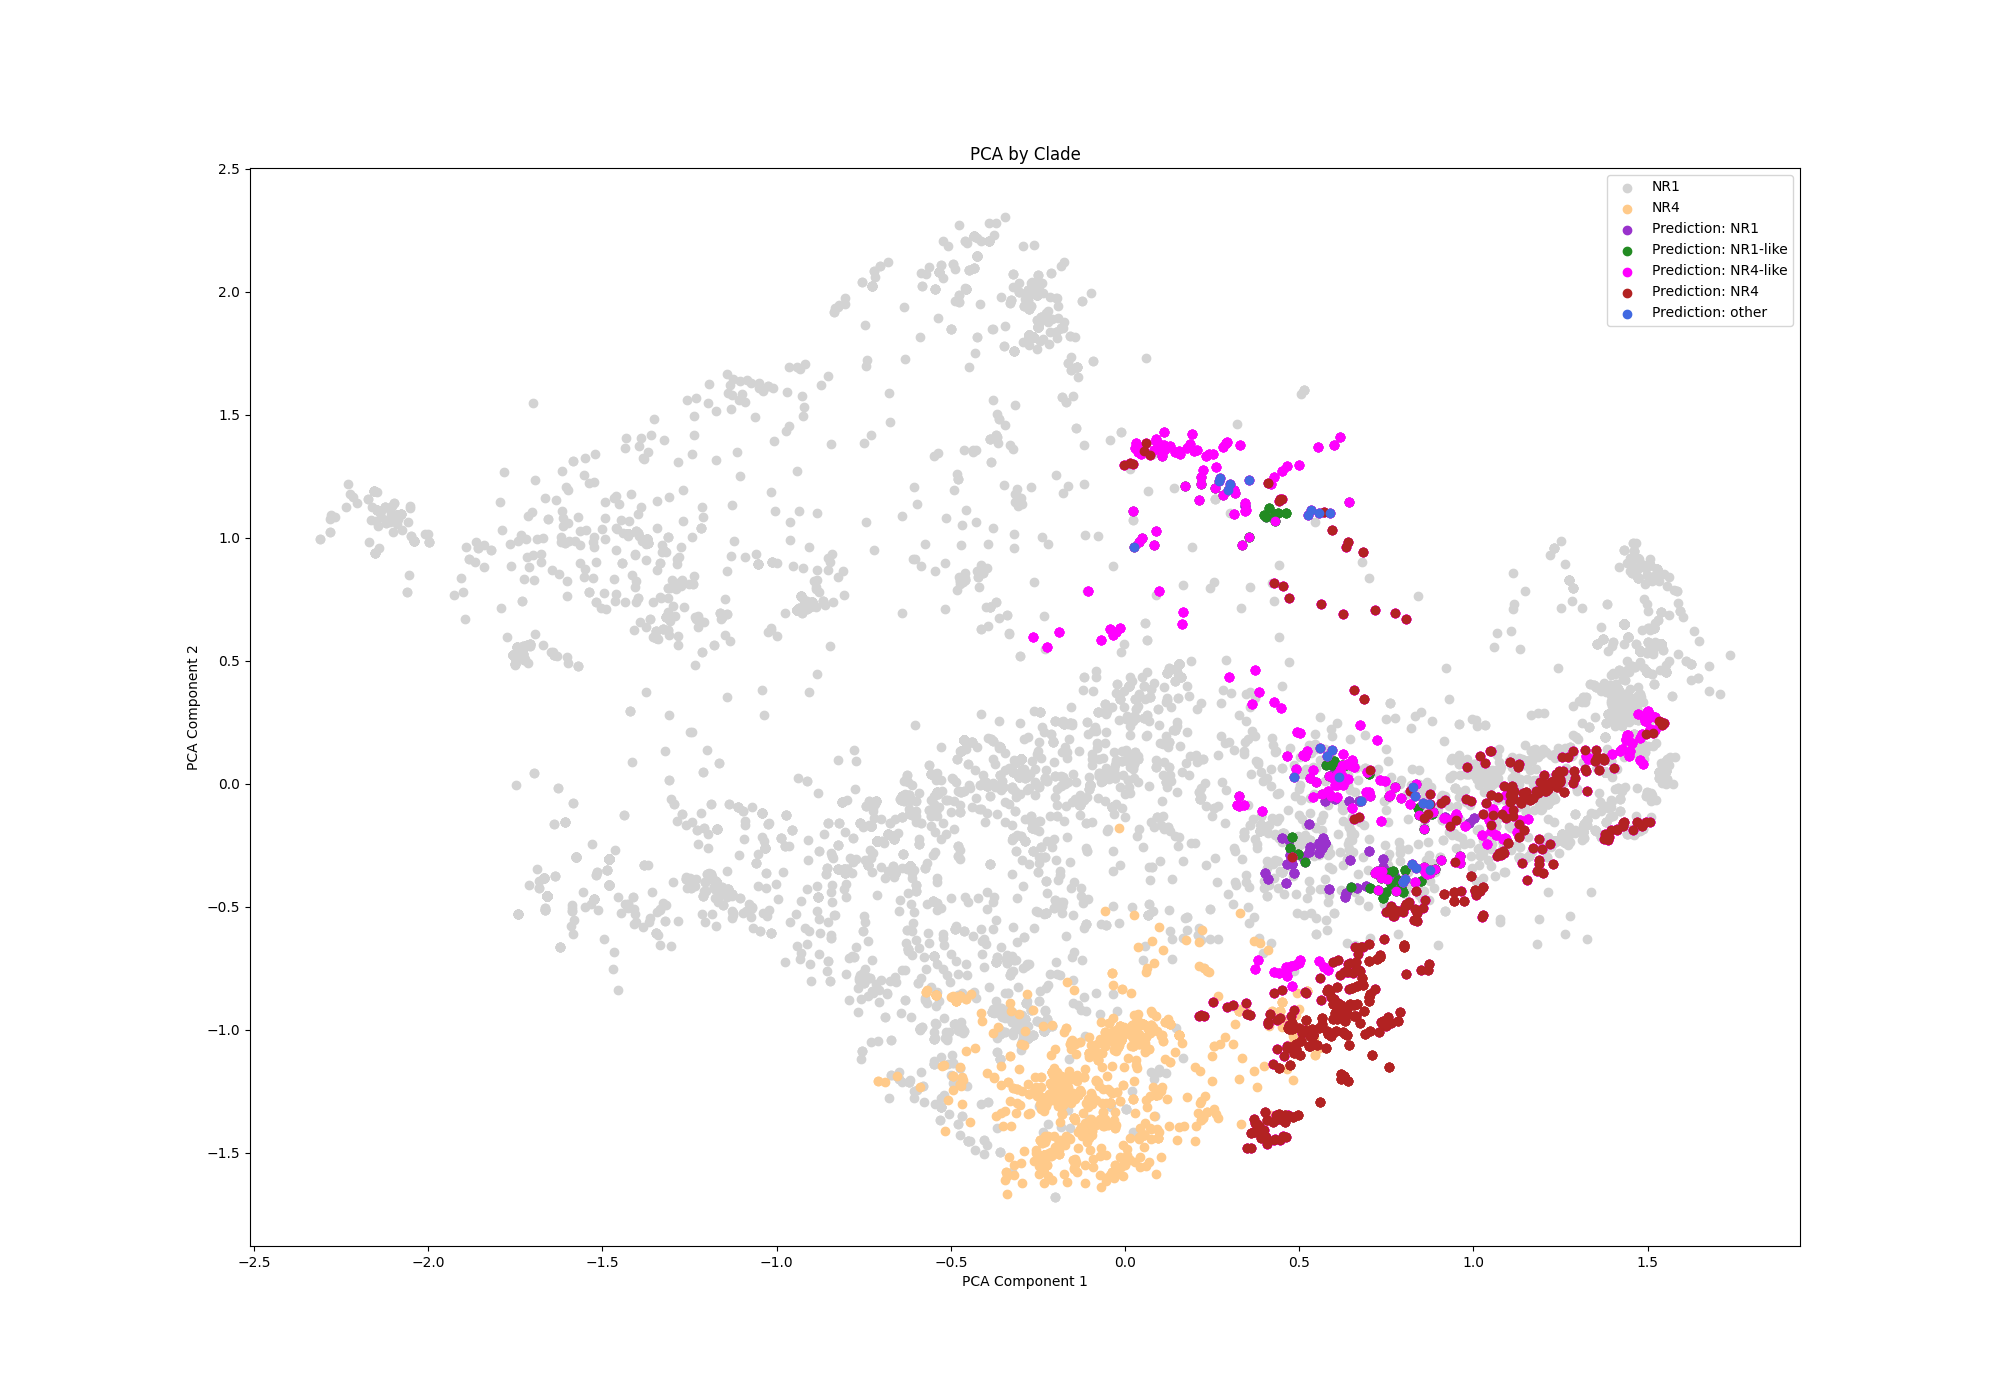 PCA by Clade
2.5
2.0
1.5
1.0
0.5
0.0
−0.5
−1.0
−1.5
PCA Component 2
NR1
NR4
Prediction: NR1
Prediction: NR1-like
Prediction: NR4-like
Prediction: NR4
Prediction: other
−2.5 −2.0 −1.5 −1.0 −0.5 0.0 0.5 1.0 1.5
PCA Component 1